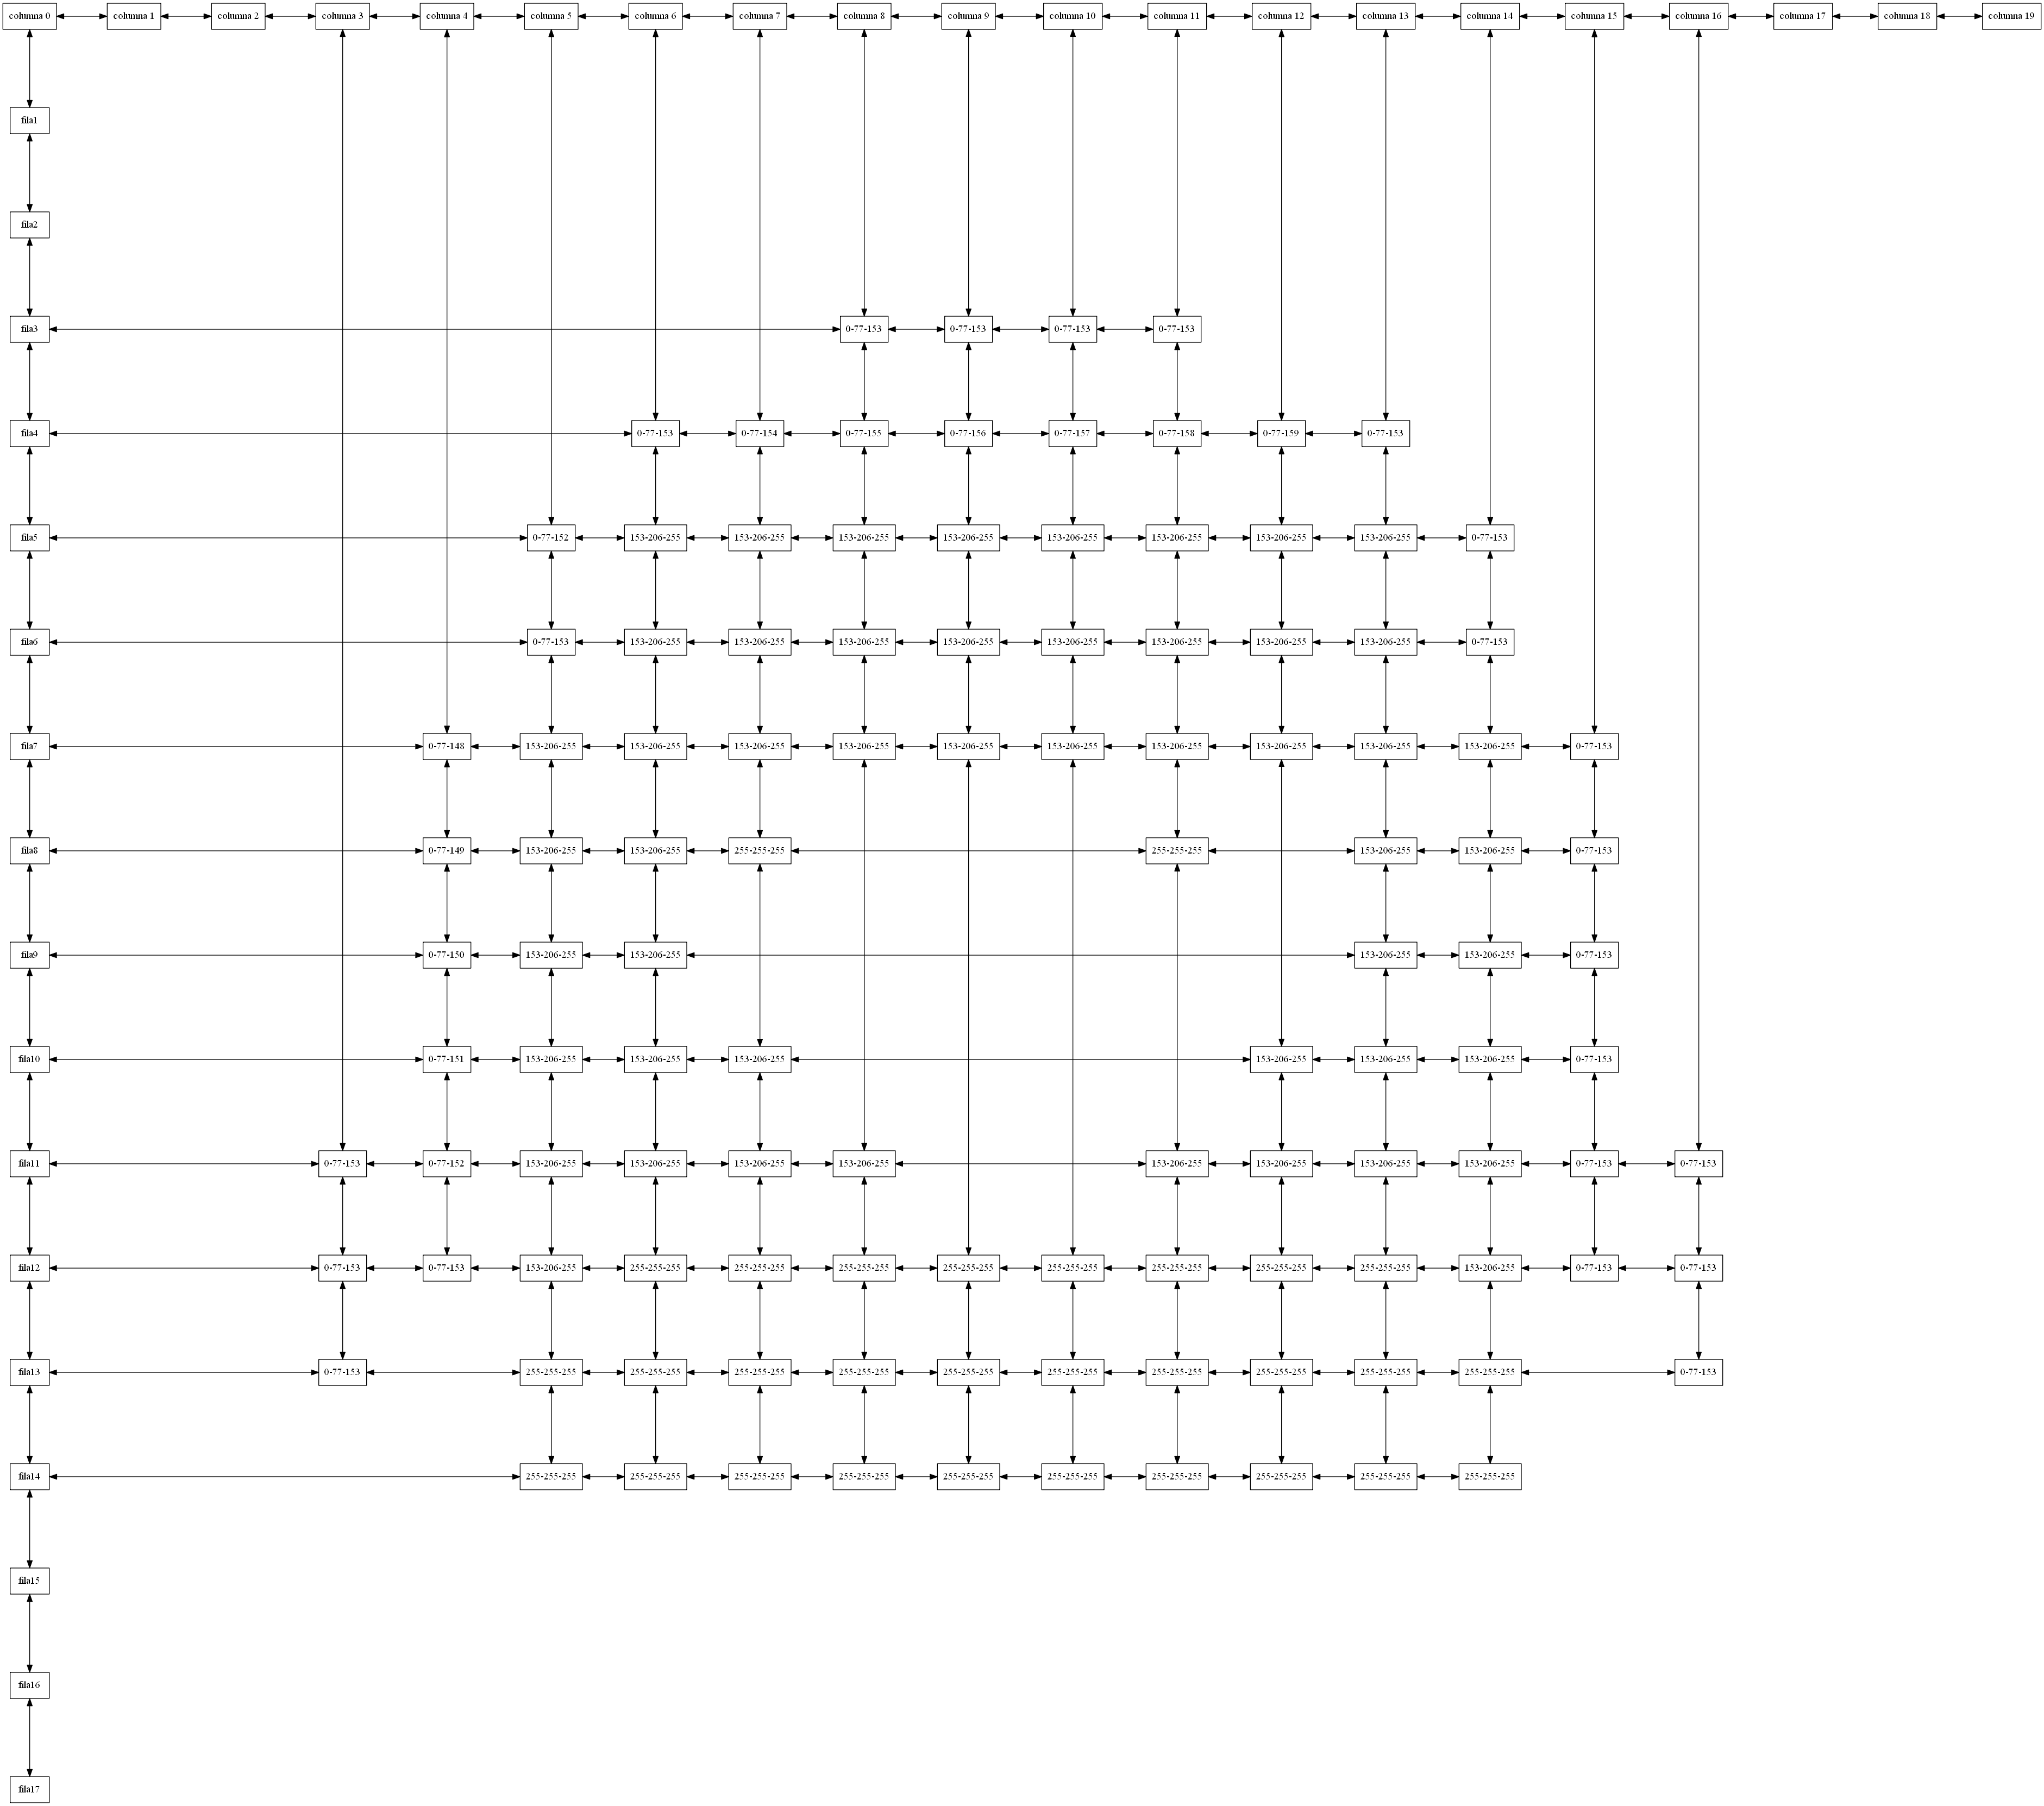 columna 0 columna 1 columna 2 columna 3 columna 4 columna 5 columna 6 columna 7 columna 8 columna 9 columna 10 columna 11 columna 12 columna 13 columna 14 columna 15 columna 16 columna 17 columna 18 columna 19
fila1
fila2
fila3 0-77-153 0-77-153 0-77-153 0-77-153
fila4 0-77-153 0-77-154 0-77-155 0-77-156 0-77-157 0-77-158 0-77-159 0-77-153
fila5 0-77-152 153-206-255 153-206-255 153-206-255 153-206-255 153-206-255 153-206-255 153-206-255 153-206-255 0-77-153
fila6 0-77-153 153-206-255 153-206-255 153-206-255 153-206-255 153-206-255 153-206-255 153-206-255 153-206-255 0-77-153
fila7 0-77-148 153-206-255 153-206-255 153-206-255 153-206-255 153-206-255 153-206-255 153-206-255 153-206-255 153-206-255 153-206-255 0-77-153
fila8 0-77-149 153-206-255 153-206-255 255-255-255 255-255-255 153-206-255 153-206-255 0-77-153
fila9 0-77-150 153-206-255 153-206-255 153-206-255 153-206-255 0-77-153
fila10 0-77-151 153-206-255 153-206-255 153-206-255 153-206-255 153-206-255 153-206-255 0-77-153
fila11 0-77-153 0-77-152 153-206-255 153-206-255 153-206-255 153-206-255 153-206-255 153-206-255 153-206-255 153-206-255 0-77-153 0-77-153
fila12 0-77-153 0-77-153 153-206-255 255-255-255 255-255-255 255-255-255 255-255-255 255-255-255 255-255-255 255-255-255 255-255-255 153-206-255 0-77-153 0-77-153
fila13 0-77-153 255-255-255 255-255-255 255-255-255 255-255-255 255-255-255 255-255-255 255-255-255 255-255-255 255-255-255 255-255-255 0-77-153
fila14 255-255-255 255-255-255 255-255-255 255-255-255 255-255-255 255-255-255 255-255-255 255-255-255 255-255-255 255-255-255
fila15
fila16
fila17